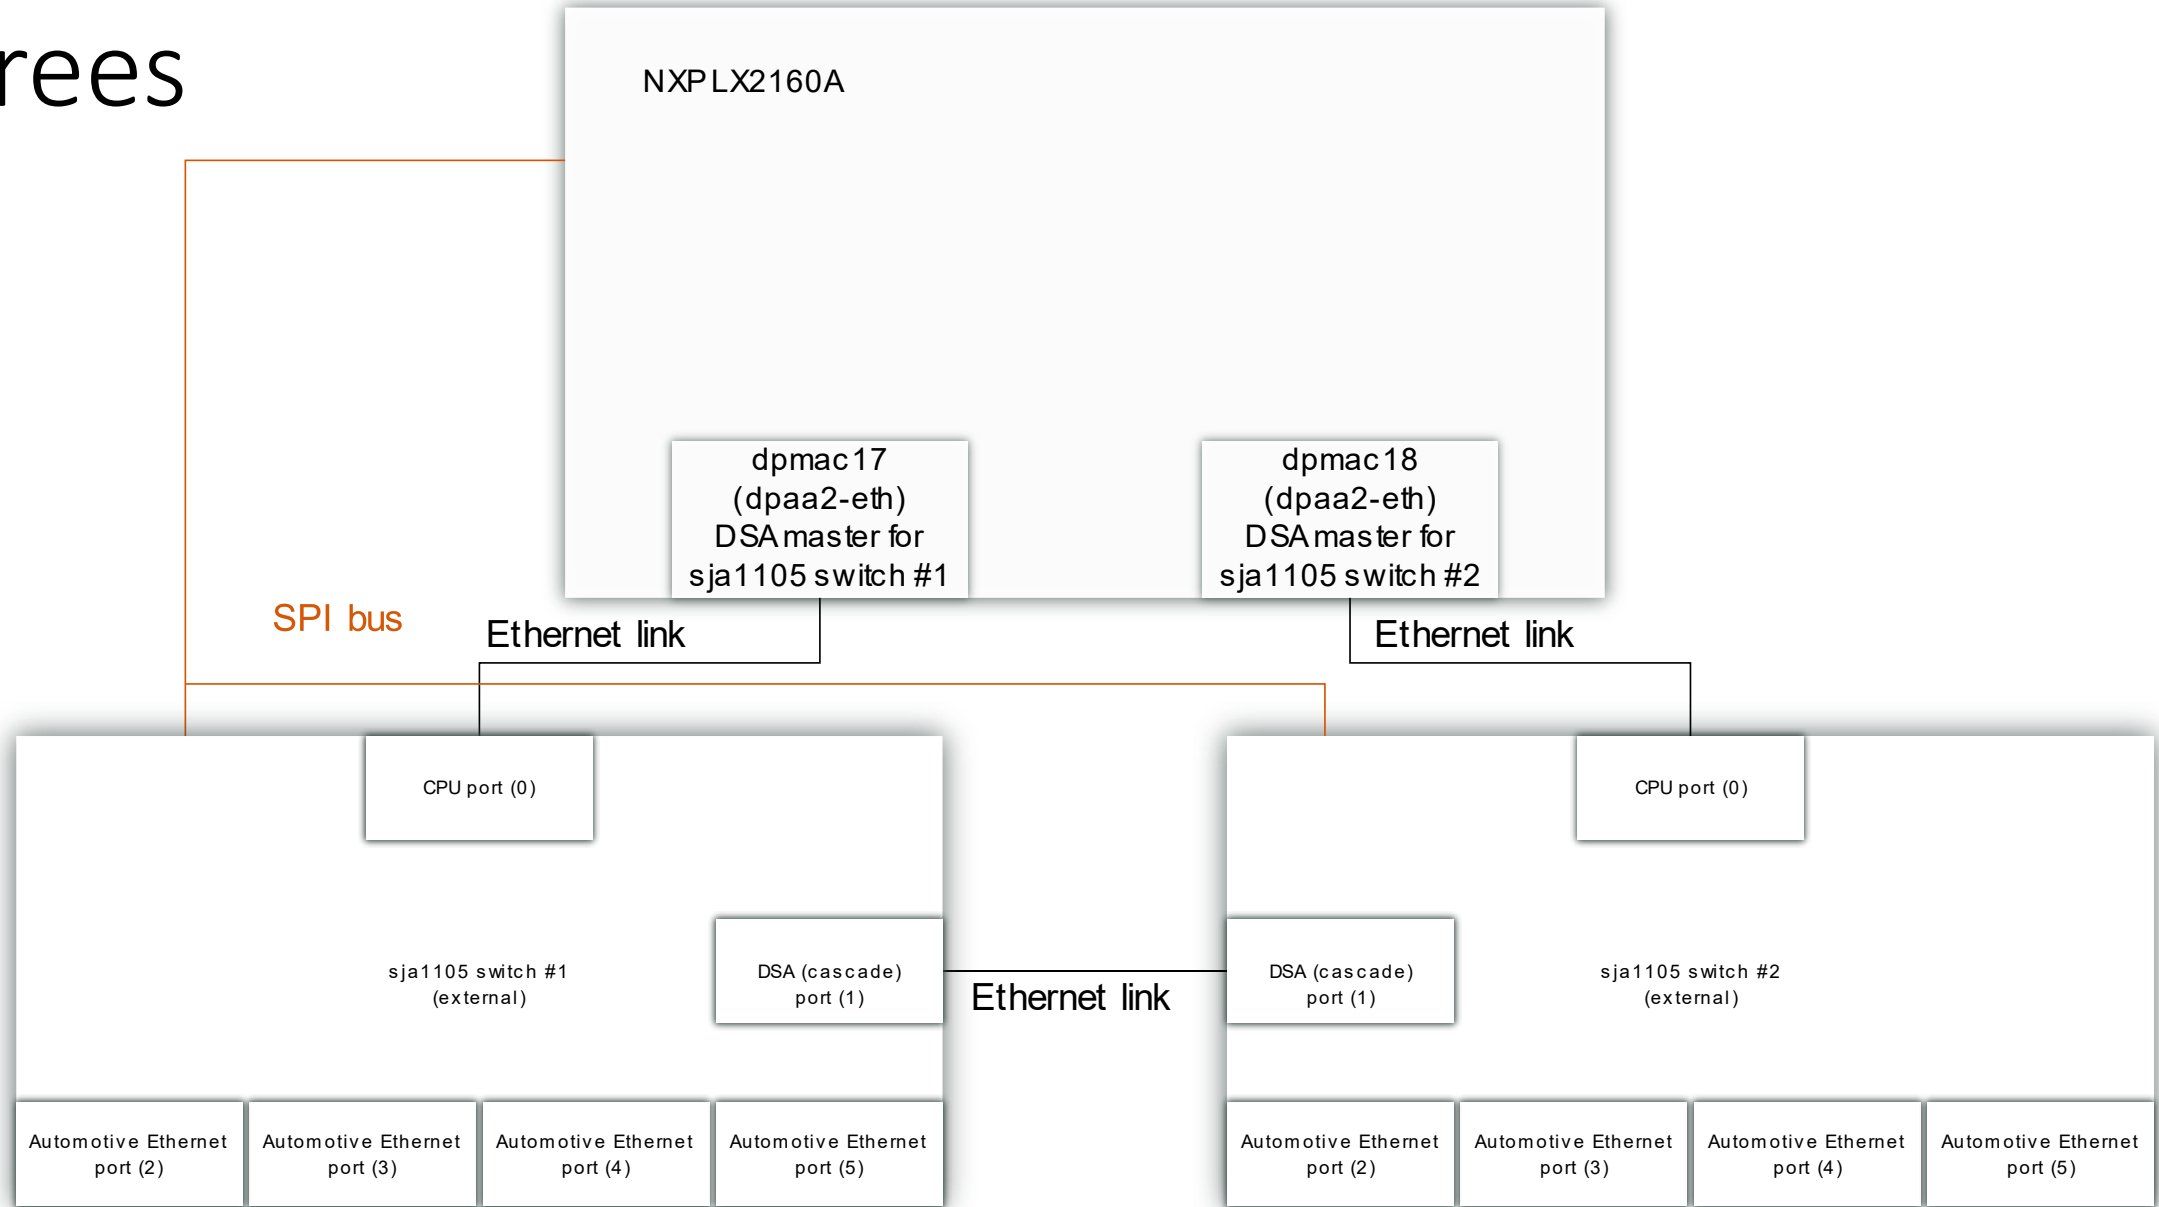 rees
NXP LX2160A
dpmac17
(dpaa2-eth)
DSA master for
sja1105 switch #1
dpmac18
(dpaa2-eth)
DSA master for
sja1105 switch #2
SPI bus
Ethernet link
Ethernet link
CPU port (0)
CPU port (0)
sja1105 switch #1
(external)
DSA (cascade)
port (1)
Ethernet link
DSA (cascade)
port (1)
sja1105 switch #2
(external)
Automotive Ethernet
port (2)
Automotive Ethernet
port (3)
Automotive Ethernet
port (4)
Automotive Ethernet
port (5)
Automotive Ethernet
port (2)
Automotive Ethernet
port (3)
Automotive Ethernet
port (4)
Automotive Ethernet
port (5)